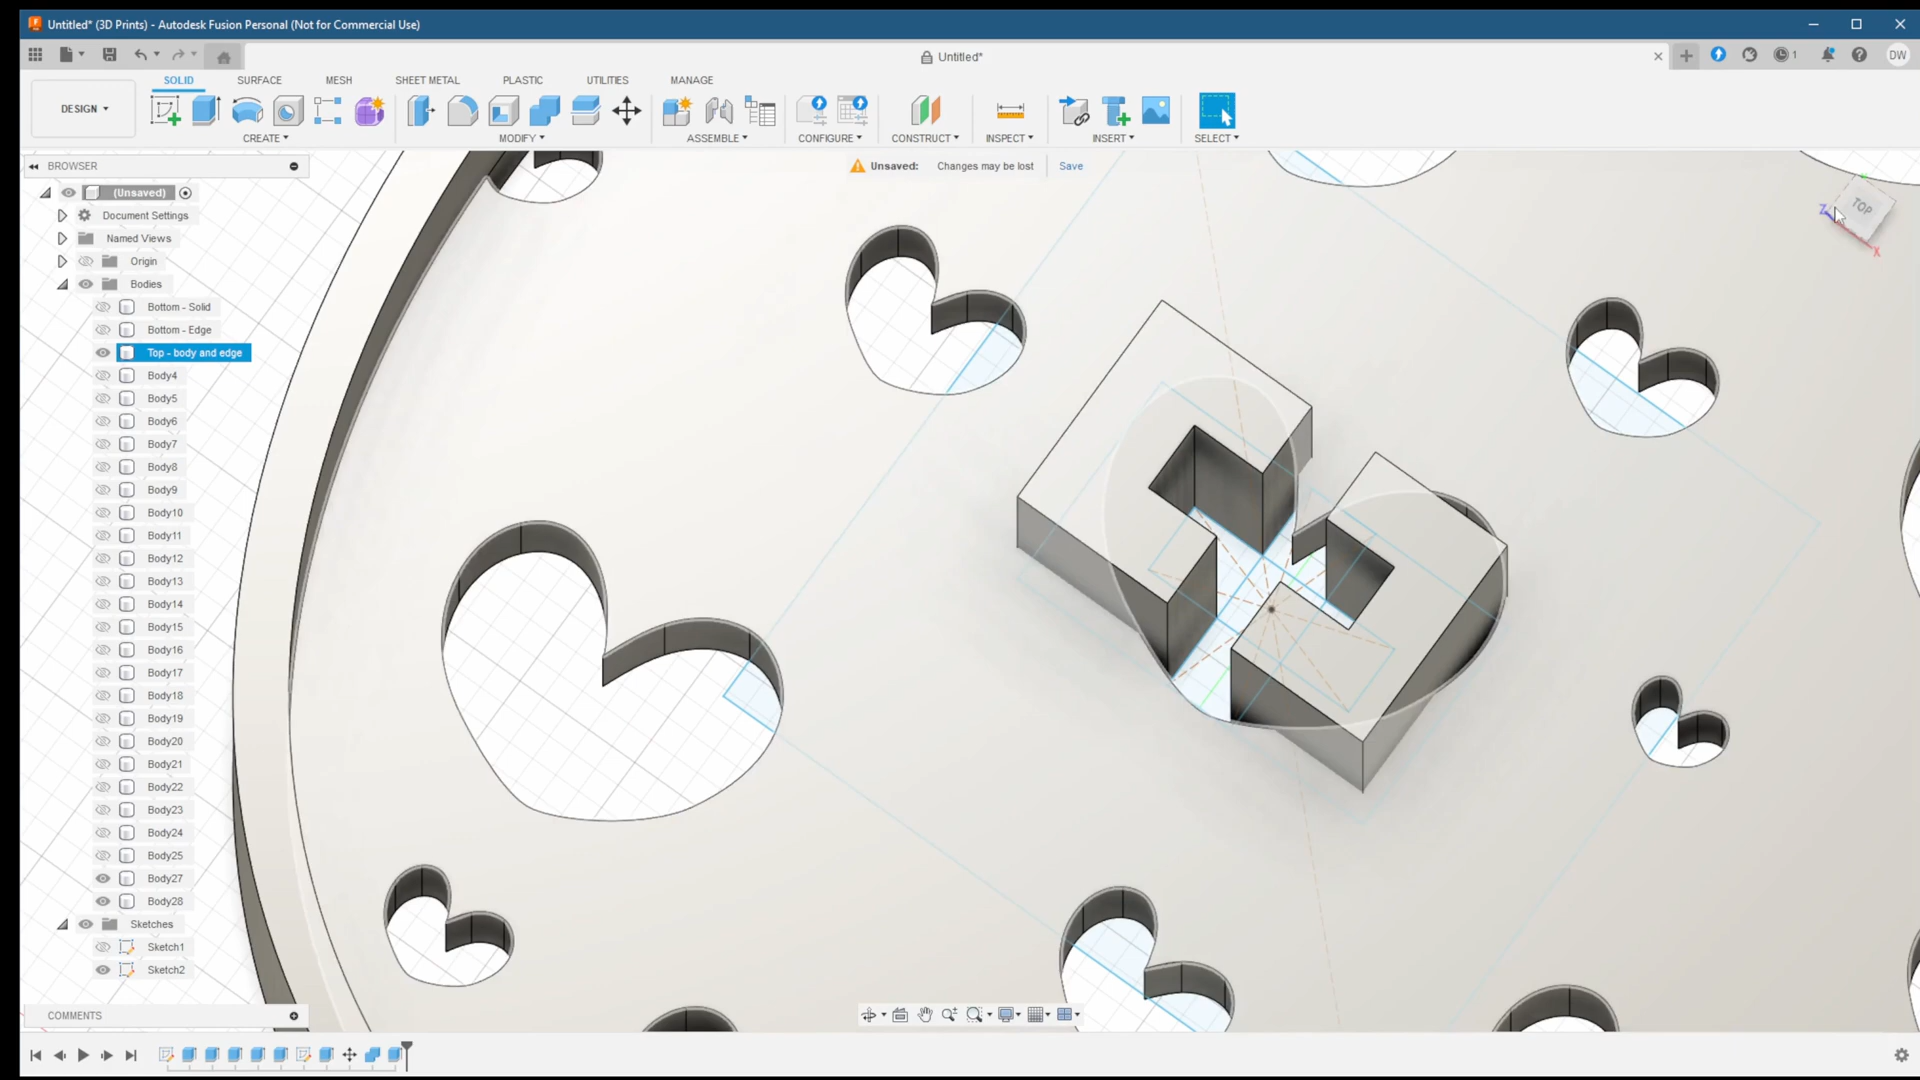 Untitled* (3D Prints) - Autodesk Fusion Personal (Not for Commercial Use)
Untitled*
1
DW
DESIGN
SOLID
SURFACE
MESH
SHEET METAL
PLASTIC
UTILITIES
MANAGE
CREATE
MODIFY
ASSEMBLE
CONFIGURE
CONSTRUCT
INSPECT
INSERT
SELECT
BROWSER
Unsaved: Changes may be lost Save
(Unsaved)
Document Settings
Named Views
Origin
Bodies
Bottom - Solid
Bottom - Edge
Top - body and edge
Body4
Body5
Body6
Body7
Body8
Body9
Body10
Body11
Body12
Body13
Body14
Body15
Body16
Body17
Body18
Body19
Body20
Body21
Body22
Body23
Body24
Body25
Body27
Body28
Sketches
Sketch1
Sketch2
TOP
Z
X
COMMENTS